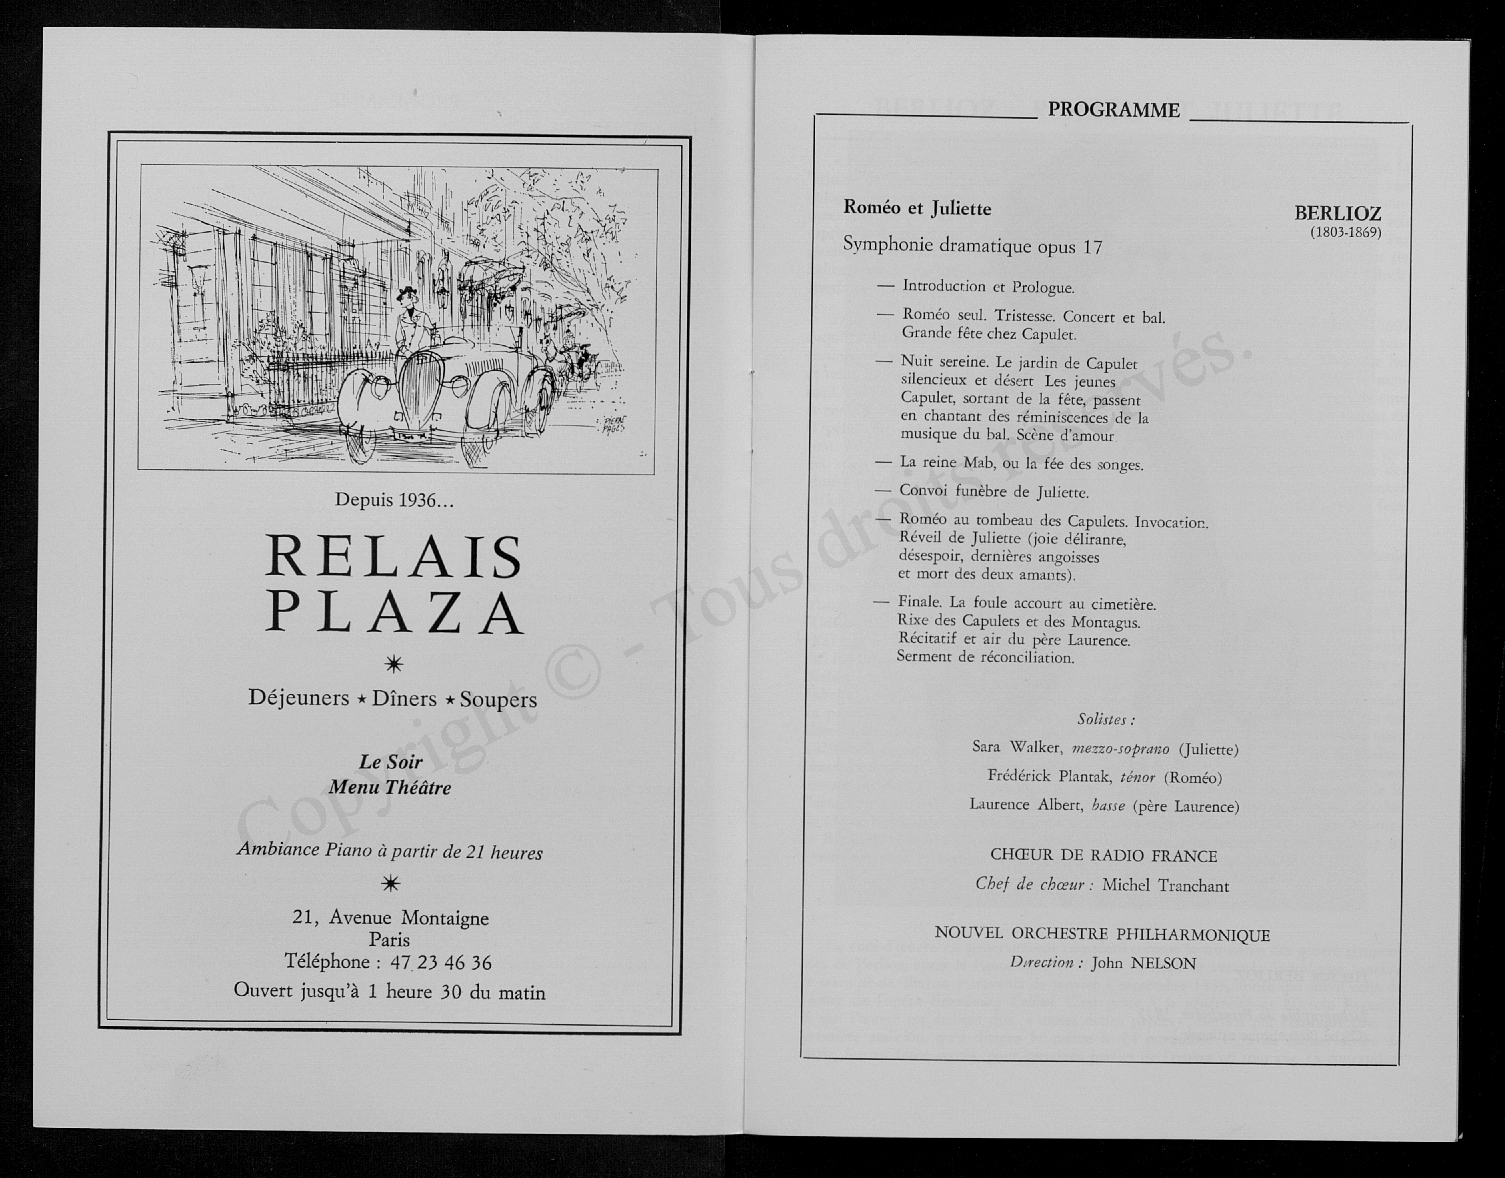 PIERRE
PAGES
Depuis 1936...
RELAIS
PLAZA
Déjeuners ★ Dîners ★ Soupers
Le Soir
Menu Théâtre
Ambiance Piano à partir de 21 heures
21, Avenue Montaigne
Paris
Téléphone : 47 23 46 36
Ouvert jusqu'à 1 heure 30 du matin
PROGRAMME
Roméo et Juliette
BERLIOZ
(1803-1869)
Symphonie dramatique opus 17
— Introduction et Prologue.
— Roméo seul. Tristesse. Concert et bal.
Grande fête chez Capulet.
— Nuit sereine. Le jardin de Capulet
silencieux et désert Les jeunes
Capulet, sortant de la fête, passent
en chantant des réminiscences de la
musique du bal. Scène d'amour
— La reine Mab, ou la fée des songes.
— Convoi funèbre de Juliette.
— Roméo au tombeau des Capulets. Invocation.
Réveil de Juliette (joie délirante,
désespoir, dernières angoisses
et mort des deux amants).
— Finale. La foule accourt au cimetière.
Rixe des Capulets et des Montagus.
Récitatif et air du père Laurence.
Serment de réconciliation.
Solistes :
Sara Walker, mezzo-soprano (Juliette)
Frédérick Plantak, ténor (Roméo)
Laurence Albert, basse (père Laurence)
CHŒUR DE RADIO FRANCE
Chef de chœur : Michel Tranchant
NOUVEL ORCHESTRE PHILHARMONIQUE
Direction : John NELSON
Copyright © - Tous droits réservés.